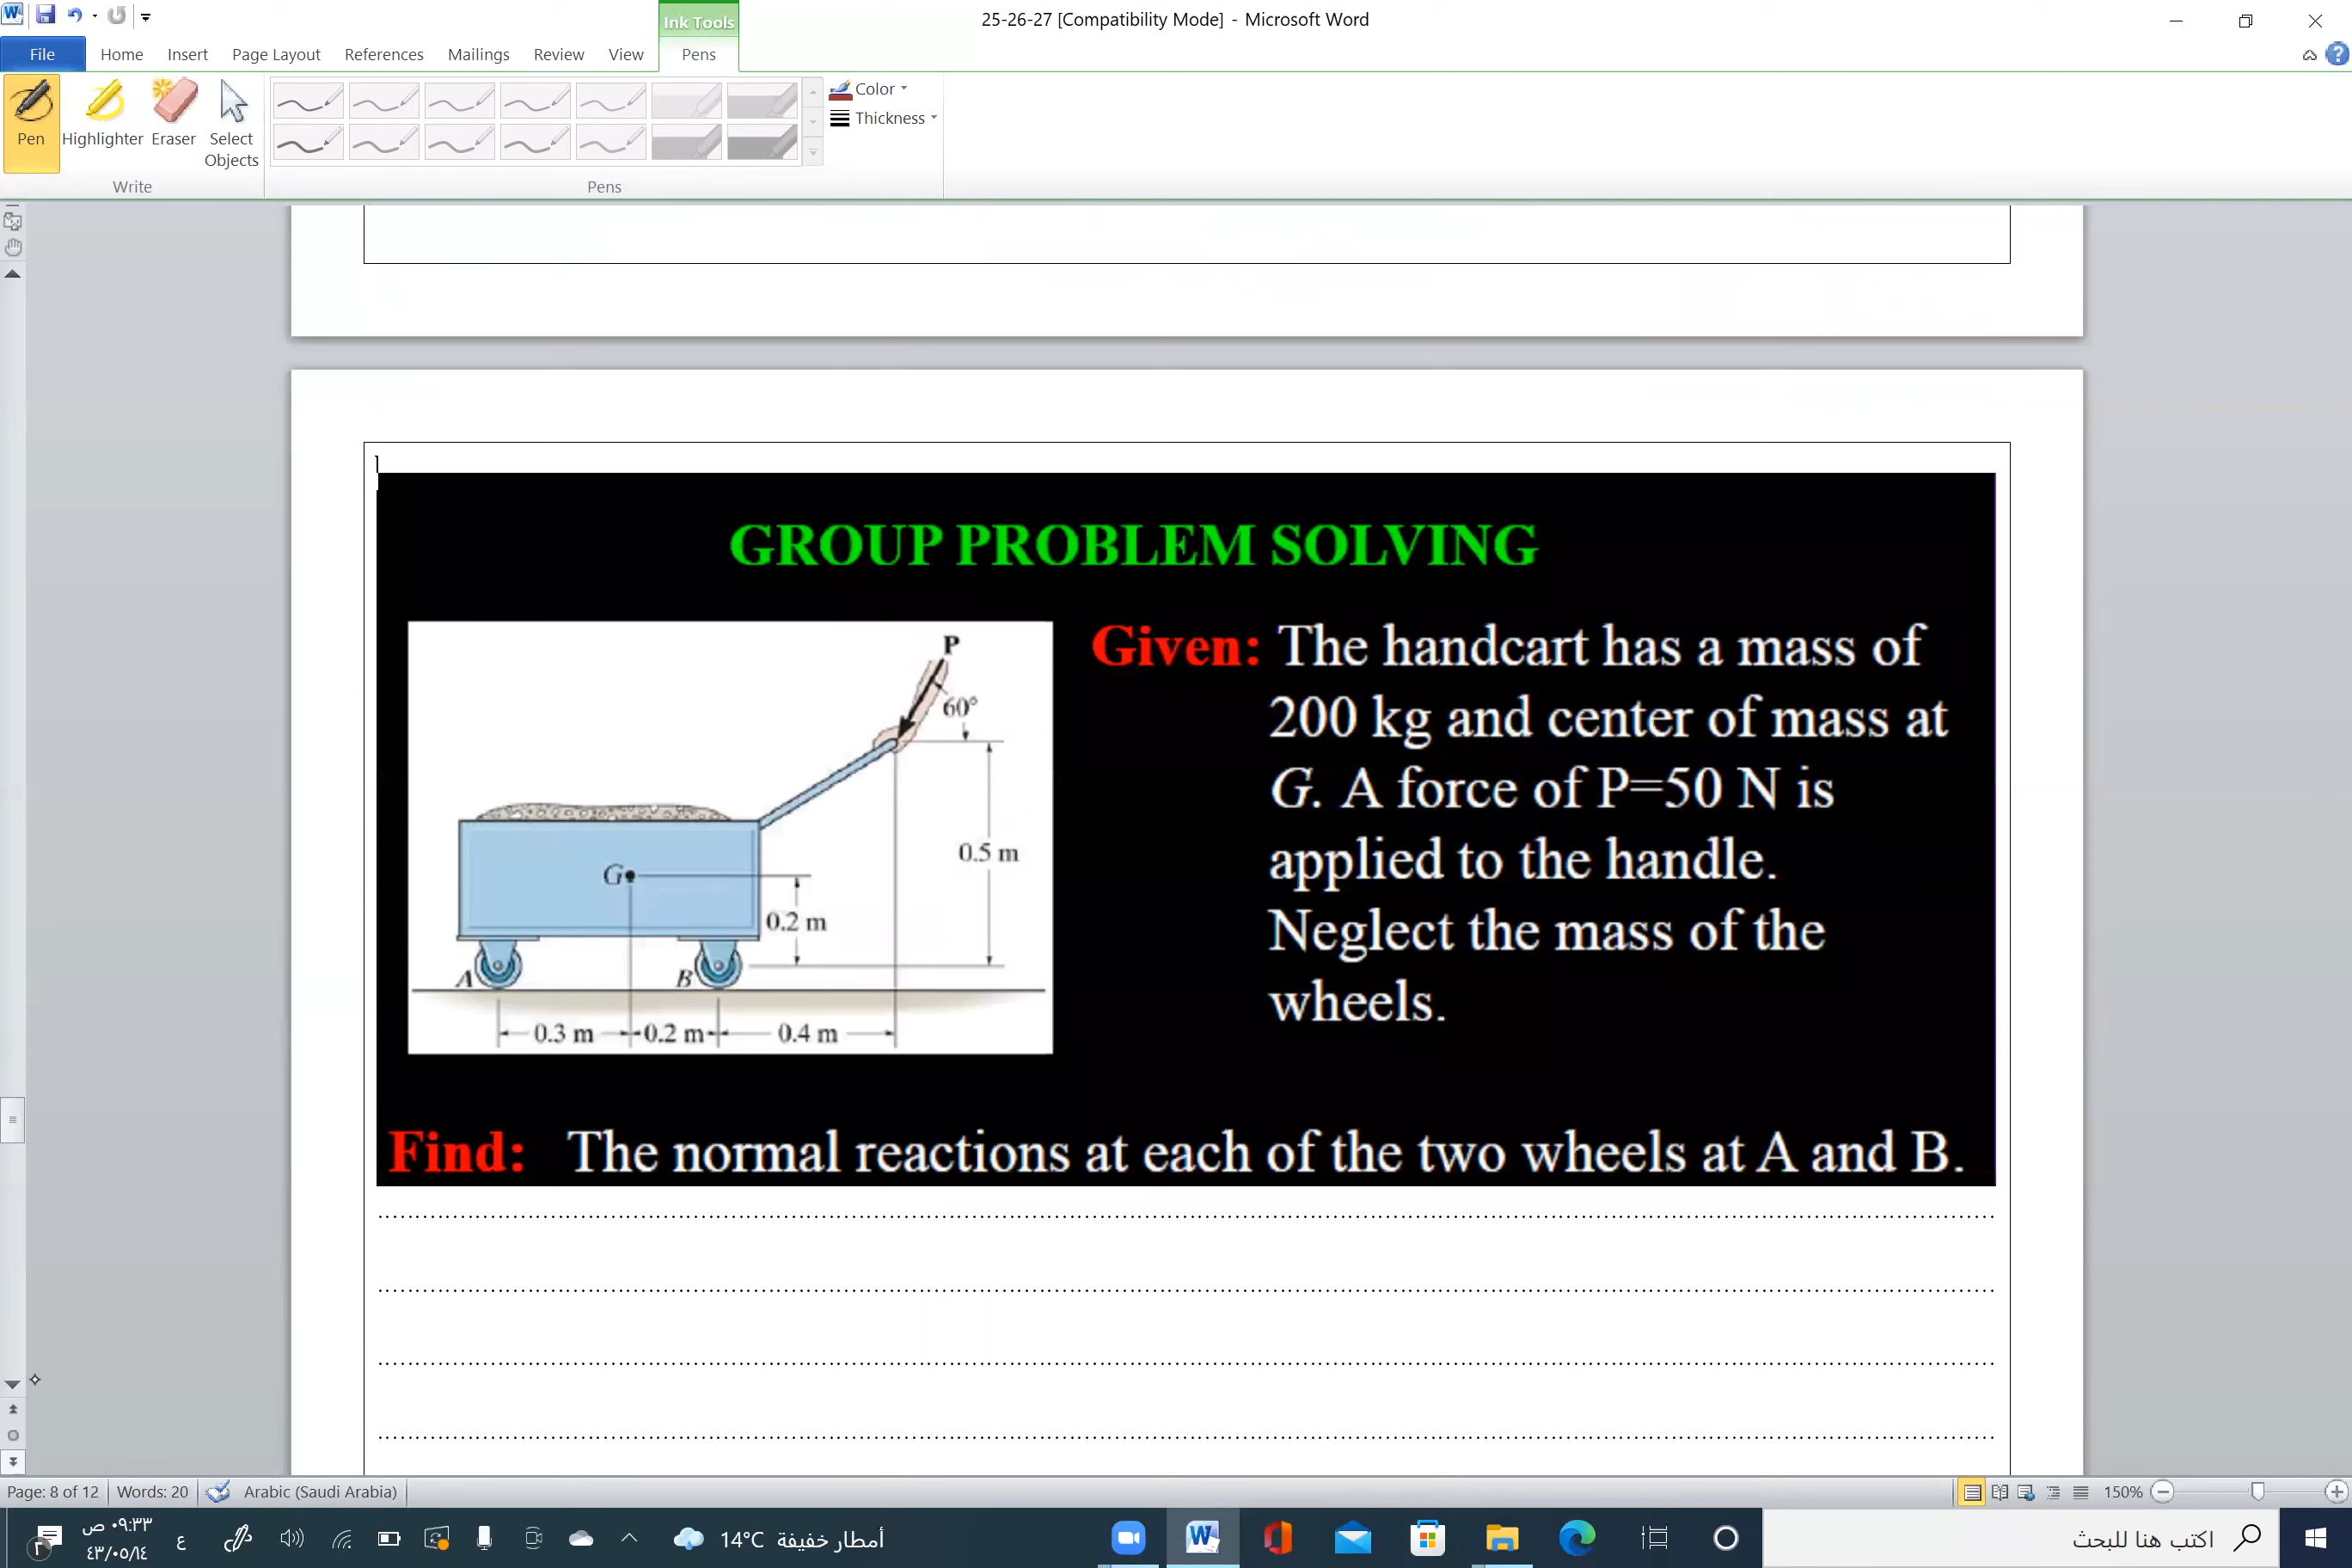 25-26-27 [Compatibility Mode] - Microsoft Word
Ink Tools
File Home Insert Page Layout References Mailings Review View Pens
Pen Highlighter Eraser Select Objects
Color
Thickness
Write Pens
GROUP PROBLEM SOLVING
P
60°
0.5 m
G
0.2 m
A B
0.3 m 0.2 m 0.4 m
Given: The handcart has a mass of
200 kg and center of mass at
G. A force of P=50 N is
applied to the handle.
Neglect the mass of the
wheels.
Find: The normal reactions at each of the two wheels at A and B.
Page: 8 of 12 Words: 20 Arabic (Saudi Arabia) 150%
٠٩:٣٣ ص
٤٣/٠٥/١٤
ع
14°C أمطار خفيفة
اكتب هنا للبحث